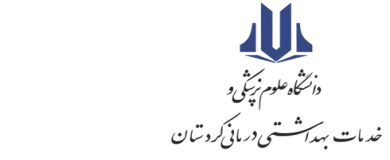 دانشگاه علوم پزشکی و
خدمات بهداشتی درمانی کردستان